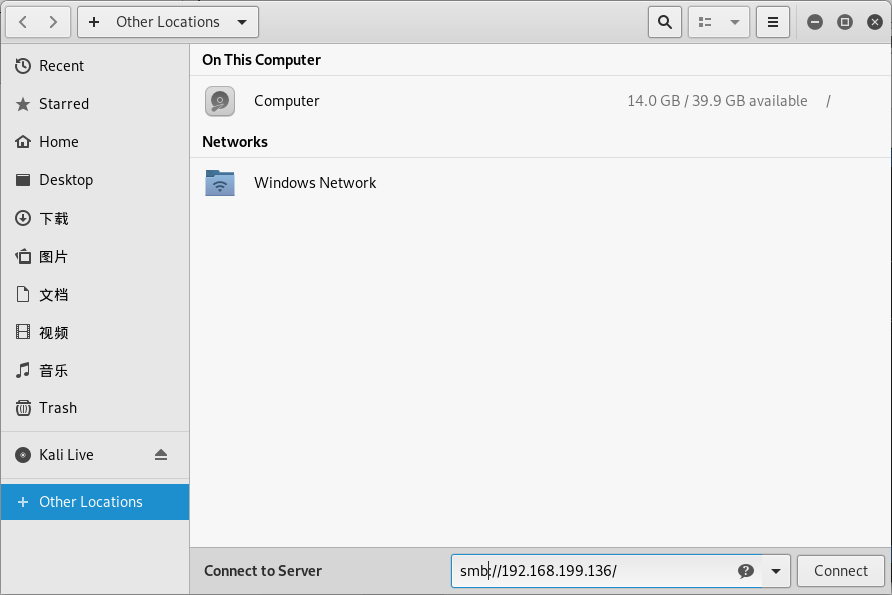 Other Locations
Recent
Starred
Home
Desktop
下载
图片
文档
视频
音乐
Trash
Kali Live
Other Locations
On This Computer
Computer 14.0 GB / 39.9 GB available /
Networks
Windows Network
Connect to Server smb://192.168.199.136/ Connect